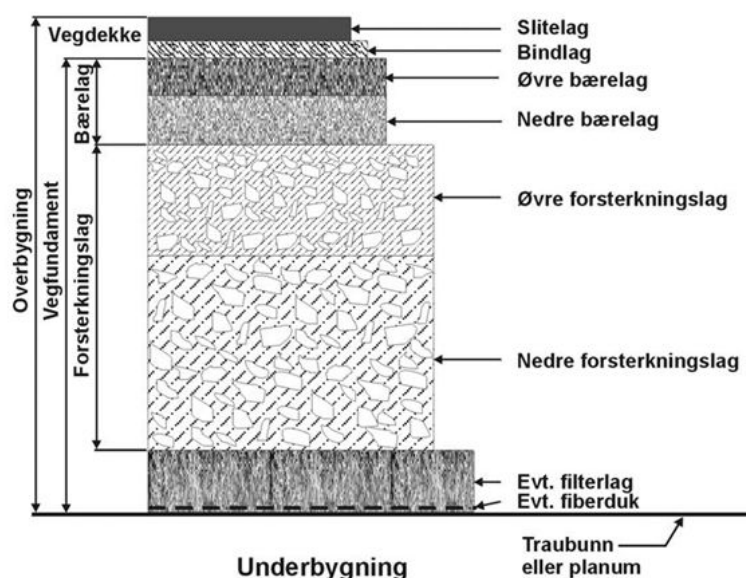 Vegdekke
Slitelag
Bindlag
Øvre bærelag
Nedre bærelag
Bærelag
Øvre forsterkningslag
Overbygning
Vegfundament
Forsterkningslag
Nedre forsterkningslag
Evt. filterlag
Evt. fiberduk
Traubunn
eller planum
Underbygning